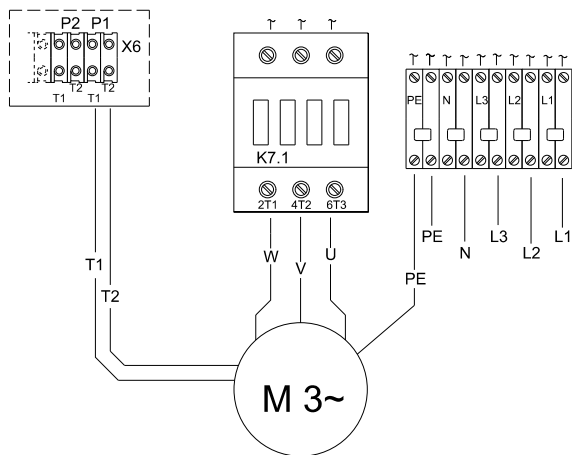 P2 P1
X6
T2 T2
T1 T1
K7.1
2T1 4T2 6T3
PE N L3 L2 L1
W V U
PE N L3 L2 L1
PE
T1
T2
M 3~